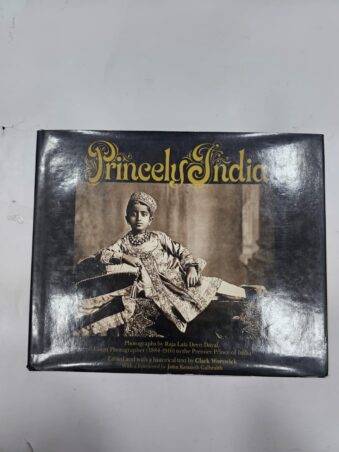 Princely India
Photographs by Raja Lala Deen Dayal,
Court Photographer (1884-1910) to the Premier Prince of India
Edited and with a historical text by Clark Worswick
With a Foreword by John Kenneth Galbraith